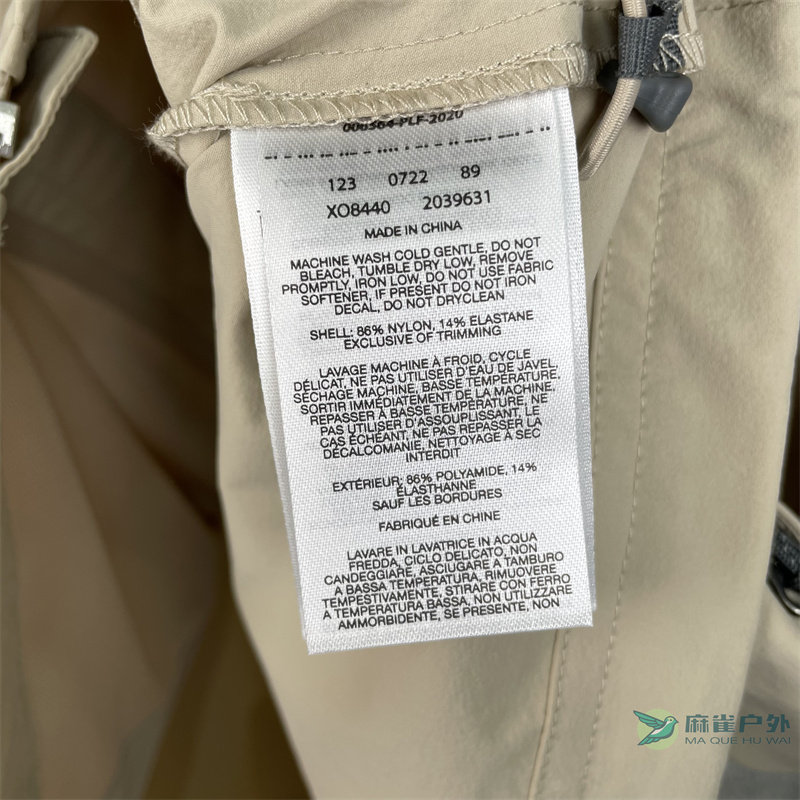 000364-PLF-2020
123 0722 89
XO8440 2039631
MADE IN CHINA
MACHINE WASH COLD GENTLE, DO NOT
BLEACH, TUMBLE DRY LOW, REMOVE
PROMPTLY, IRON LOW, DO NOT USE FABRIC
SOFTENER, IF PRESENT DO NOT IRON
DECAL, DO NOT DRYCLEAN
SHELL: 86% NYLON, 14% ELASTANE
EXCLUSIVE OF TRIMMING
LAVAGE MACHINE À FROID, CYCLE
DÉLICAT, NE PAS UTILISER D'EAU DE JAVEL
SÉCHAGE MACHINE, BASSE TEMPÉRATURE,
SORTIR IMMÉDIATEMENT DE LA MACHINE,
REPASSER À BASSE TEMPÉRATURE, NE
PAS UTILISER D'ASSOUPLISSANT, LE
CAS ÉCHÉANT, NE PAS REPASSER LE
DÉCALCOMANIE, NETTOYAGE À SEC
INTERDIT
EXTÉRIEUR: 86% POLYAMIDE, 14%
ÉLASTHANNE
SAUF LES BORDURES
FABRIQUÉ EN CHINE
LAVARE IN LAVATRICE IN ACQUA
FREDDA, CICLO DELICATO, NON
CANDEGGIARE, ASCIUGARE A TAMBURO
A BASSA TEMPERATURA, RIMUOVERE
TEMPESTIVAMENTE, STIRARE CON FERRO
A TEMPERATURA BASSA, NON UTILIZZARE
AMMORBIDENTE, SE PRESENTE, NON
麻雀户外
MA QUE HU WAI